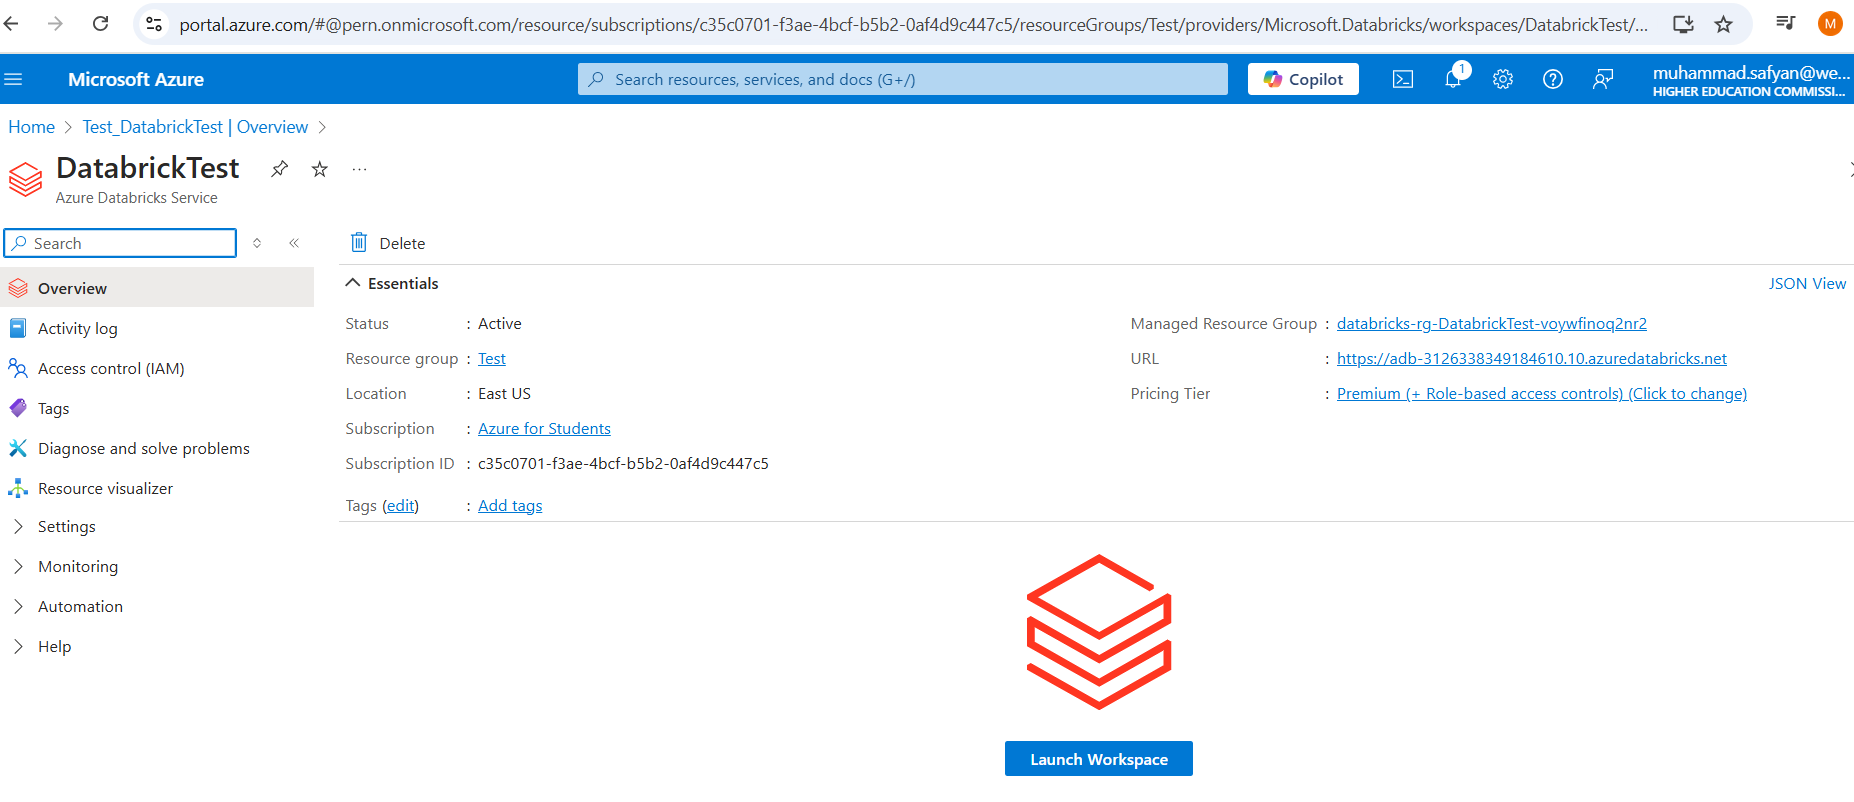 portal.azure.com/#@pern.onmicrosoft.com/resource/subscriptions/c35c0701-f3ae-4bcf-b5b2-0af4d9c447c5/resourceGroups/Test/providers/Microsoft.Databricks/workspaces/DatabrickTest/...
M
Microsoft Azure
Search resources, services, and docs (G+/)
Copilot
1
muhammad.safyan@we...
HIGHER EDUCATION COMMISSI...
Home > Test_DatabrickTest | Overview >
DatabrickTest
Azure Databricks Service
Search
Delete
Overview
Activity log
Access control (IAM)
Tags
Diagnose and solve problems
Resource visualizer
Settings
Monitoring
Automation
Help
Essentials
JSON View
Status : Active
Resource group : Test
Location : East US
Subscription : Azure for Students
Subscription ID : c35c0701-f3ae-4bcf-b5b2-0af4d9c447c5
Tags (edit) : Add tags
Managed Resource Group : databricks-rg-DatabrickTest-voywfinoq2nr2
URL : https://adb-3126338349184610.10.azuredatabricks.net
Pricing Tier : Premium (+ Role-based access controls) (Click to change)
Launch Workspace